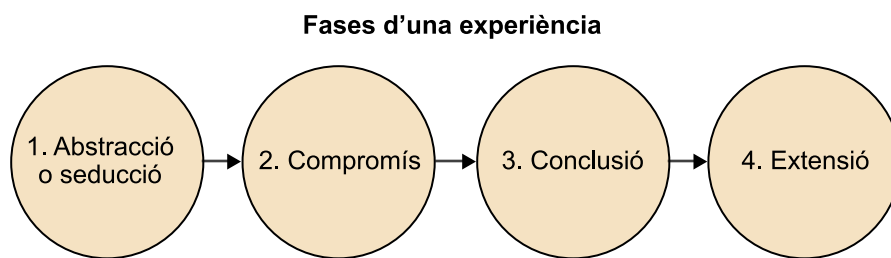 Fases d’una experiència
1. Abstracció
o seducció
2. Compromís
3. Conclusió
4. Extensió